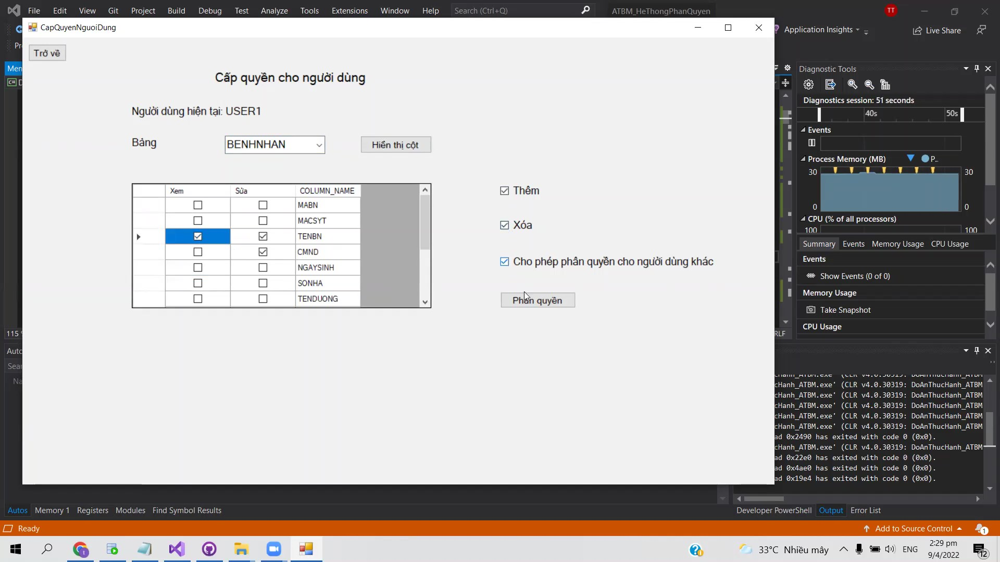 File Edit View Git Project Build Debug Test Analyze Tools Extensions Window Help Search (Ctrl+Q) ATBM_HeThongPhanQuyen TT
CapQuyenNguoiDung
Application Insights Live Share
Trở về
Cấp quyền cho người dùng
Người dùng hiện tại: USER1
Bảng BENHNHAN Hiển thị cột
Xem Sửa COLUMN_NAME
MABN
MACSYT
TENBN
CMND
NGAYSINH
SONHA
TENDUONG
Thêm
Xóa
Cho phép phân quyền cho người dùng khác
Phân quyền
Pr
Men
C#
115 %
Auto
Sear
Na
RLF
Diagnostic Tools
Diagnostics session: 51 seconds
40s 50s
Events
Process Memory (MB) P..
30 30
0 0
CPU (% of all processors)
100 100
Summary Events Memory Usage CPU Usage
Events
Show Events (0 of 0)
Memory Usage
Take Snapshot
CPU Usage
cHanh_ATBM.exe' (CLR v4.0.30319: DoAnThucHanh_ATBM
cHanh_ATBM.exe' (CLR v4.0.30319: DoAnThucHanh_ATBM
cHanh_ATBM.exe' (CLR v4.0.30319: DoAnThucHanh_ATBM
cHanh_ATBM.exe' (CLR v4.0.30319: DoAnThucHanh_ATBM
cHanh_ATBM.exe' (CLR v4.0.30319: DoAnThucHanh_ATBM
cHanh_ATBM.exe' (CLR v4.0.30319: DoAnThucHanh_ATBM
ad 0x2490 has exited with code 0 (0x0).
cHanh_ATBM.exe' (CLR v4.0.30319: DoAnThucHanh_ATBM
ad 0x22e0 has exited with code 0 (0x0).
ad 0x4ae0 has exited with code 0 (0x0).
ad 0x19e4 has exited with code 0 (0x0).
Autos Memory 1 Registers Modules Find Symbol Results
Developer PowerShell Output Error List
Ready
Add to Source Control 1
33°C Nhiều mây ENG
2:29 pm
9/4/2022
12